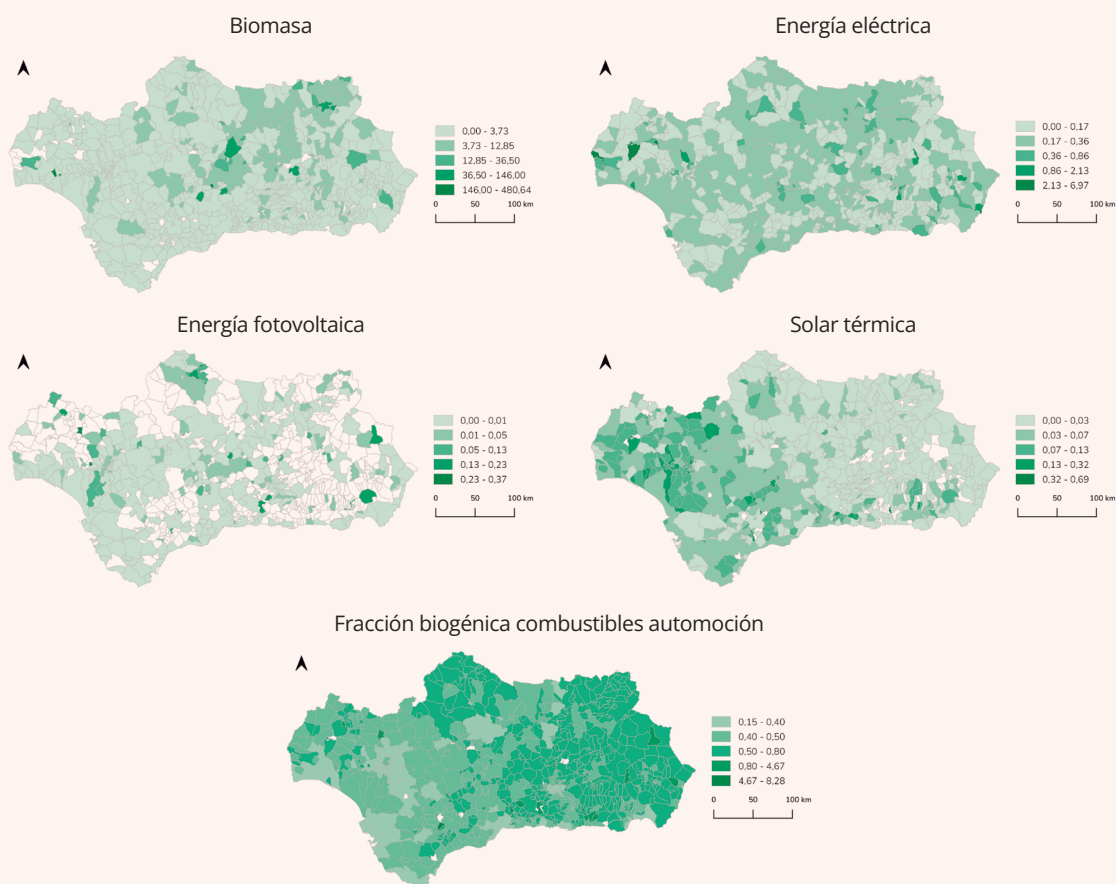 Biomasa
0,00 - 3,73
3,73 - 12,85
12,85 - 36,50
36,50 - 146,00
146,00 - 480,64
0 50 100 km
Energía eléctrica
0,00 - 0,17
0,17 - 0,36
0,36 - 0,86
0,86 - 2,13
2,13 - 6,97
0 50 100 km
Energía fotovoltaica
0,00 - 0,01
0,01 - 0,05
0,05 - 0,13
0,13 - 0,23
0,23 - 0,37
0 50 100 km
Solar térmica
0,00 - 0,03
0,03 - 0,07
0,07 - 0,13
0,13 - 0,32
0,32 - 0,69
0 50 100 km
Fracción biogénica combustibles automoción
0,15 - 0,40
0,40 - 0,50
0,50 - 0,80
0,80 - 4,67
4,67 - 8,28
0 50 100 km